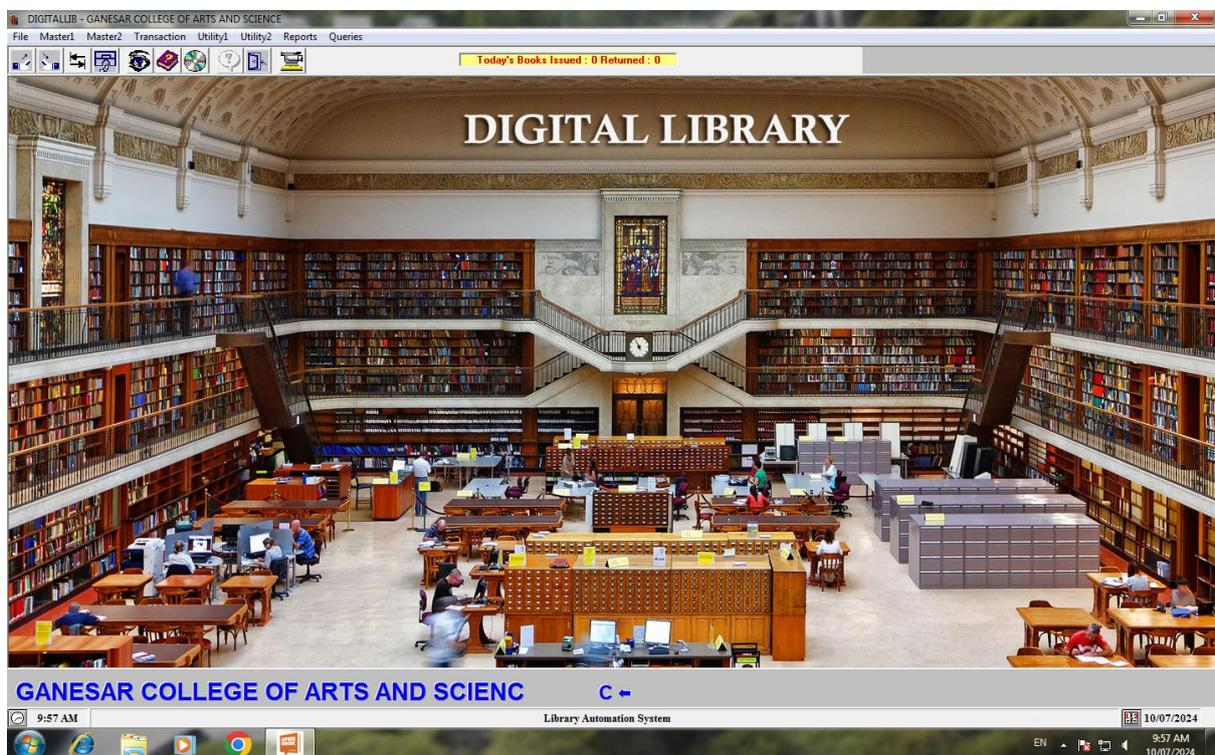 DIGITALLIB - GANESAR COLLEGE OF ARTS AND SCIENCE
File Master1 Master2 Transaction Utility1 Utility2 Reports Queries
Today's Books Issued : 0 Returned : 0
DIGITAL LIBRARY
GANESAR COLLEGE OF ARTS AND SCIENC C ←
9:57 AM Library Automation System 10/07/2024
EN 9:57 AM
10/07/2024